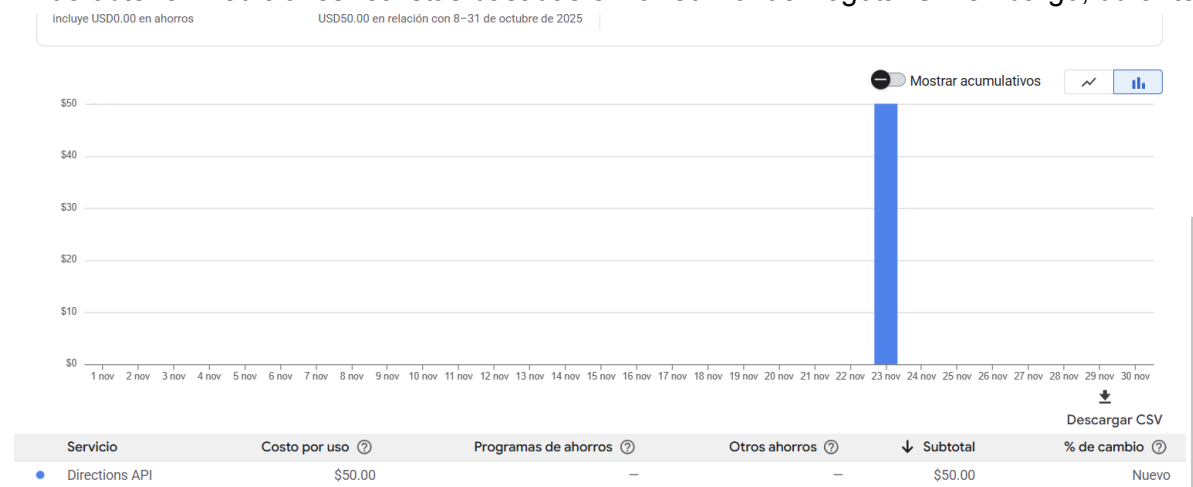 incluye USD0.00 en ahorros
USD50.00 en relación con 8–31 de octubre de 2025
Mostrar acumulativos
$50
$40
$30
$20
$10
$0
1 nov 2 nov 3 nov 4 nov 5 nov 6 nov 7 nov 8 nov 9 nov 10 nov 11 nov 12 nov 13 nov 14 nov 15 nov 16 nov 17 nov 18 nov 19 nov 20 nov 21 nov 22 nov 23 nov 24 nov 25 nov 26 nov 27 nov 28 nov 29 nov 30 nov
Descargar CSV
Servicio Costo por uso Programas de ahorros Otros ahorros Subtotal % de cambio
Directions API $50.00 — — $50.00 Nuevo